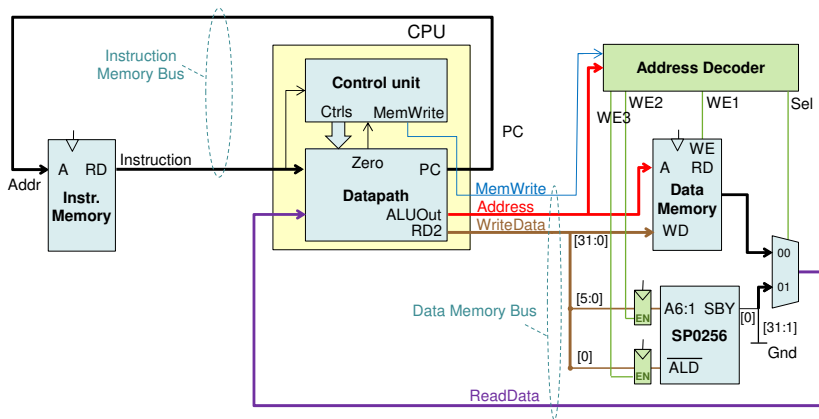 CPU
Instruction
Memory Bus
Control unit
Ctrls
MemWrite
Address Decoder
WE3
WE2
WE1
Sel
PC
A RD
Instr.
Memory
Addr
Instruction
Zero
PC
Datapath
ALUOut
RD2
MemWrite
Address
WriteData
[31:0]
WE
A RD
Data
Memory
WD
00
01
Data Memory Bus
[5:0]
EN
A6:1 SBY
SP0256
ALD
[0]
[31:1]
Gnd
[0]
EN
ReadData